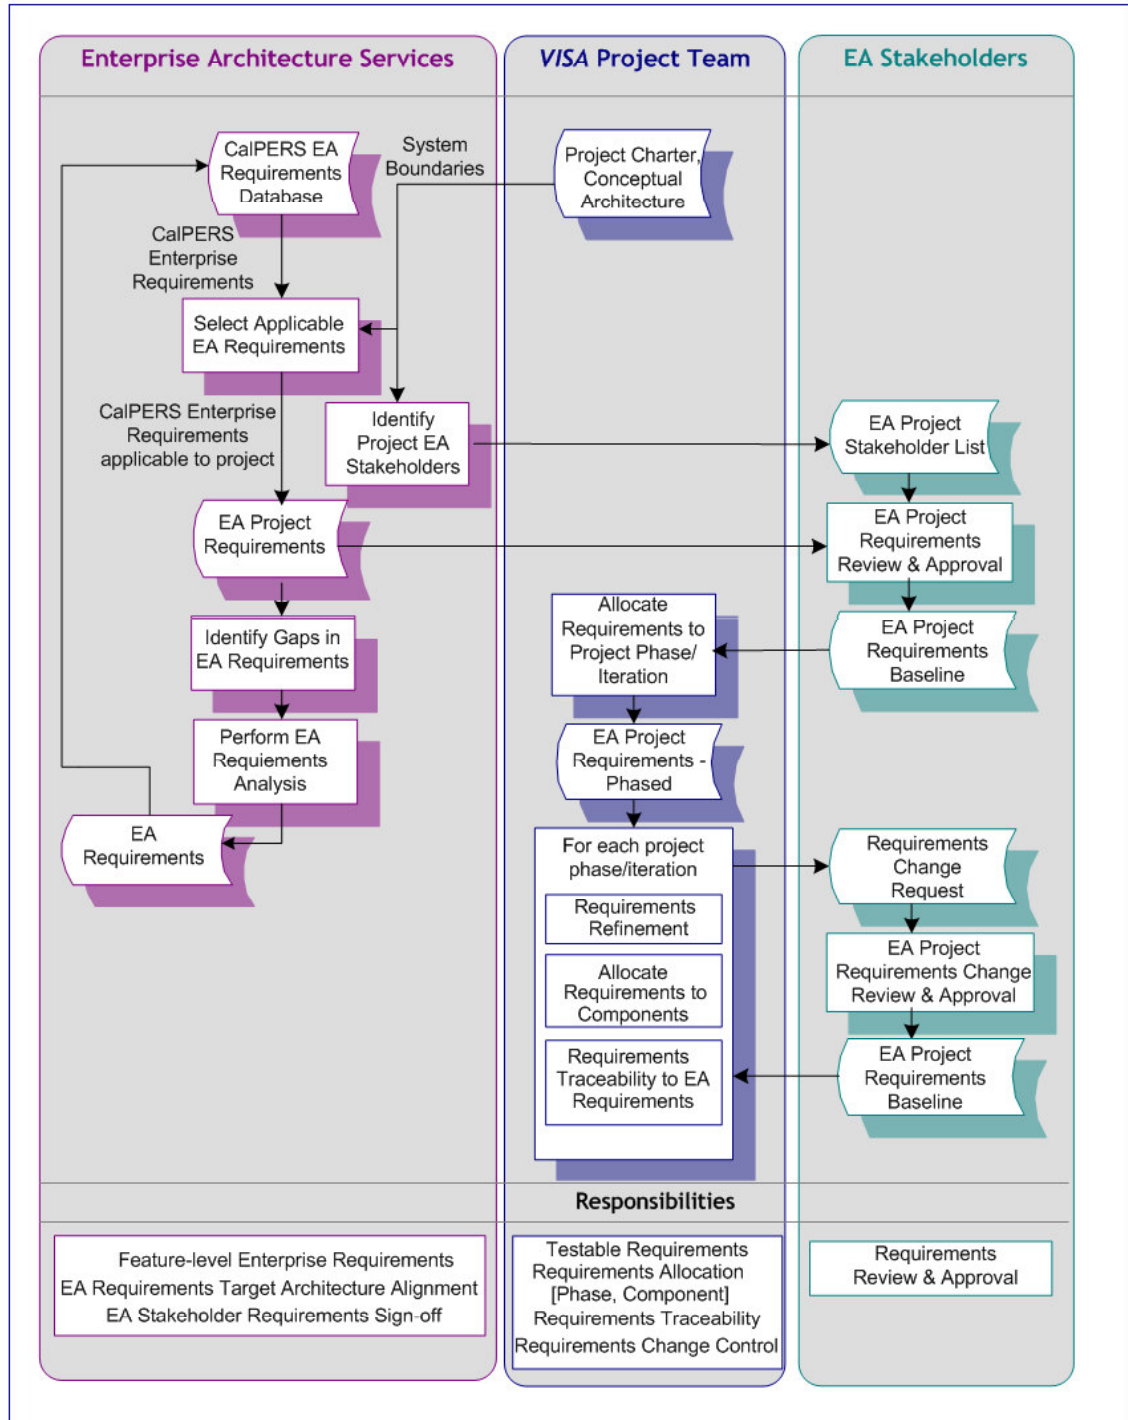 Enterprise Architecture Services
VISA Project Team
EA Stakeholders
CalPERS EA
Requirements
Database
System
Boundaries
Project Charter,
Conceptual
Architecture
CalPERS
Enterprise
Requirements
Select Applicable
EA Requirements
CalPERS Enterprise
Requirements
applicable to project
Identify
Project EA
Stakeholders
EA Project
Stakeholder List
EA Project
Requirements
EA Project
Requirements
Review & Approval
Identify Gaps in
EA Requirements
Allocate
Requirements to
Project Phase/
Iteration
EA Project
Requirements
Baseline
Perform EA
Requiements
Analysis
EA Project
Requirements -
Phased
EA
Requirements
For each project
phase/iteration
Requirements
Refinement
Allocate
Requirements to
Components
Requirements
Traceability to EA
Requirements
Requirements
Change
Request
EA Project
Requirements Change
Review & Approval
EA Project
Requirements
Baseline
Responsibilities
Feature-level Enterprise Requirements
EA Requirements Target Architecture Alignment
EA Stakeholder Requirements Sign-off
Testable Requirements
Requirements Allocation
[Phase, Component]
Requirements Traceability
Requirements Change Control
Requirements
Review & Approval